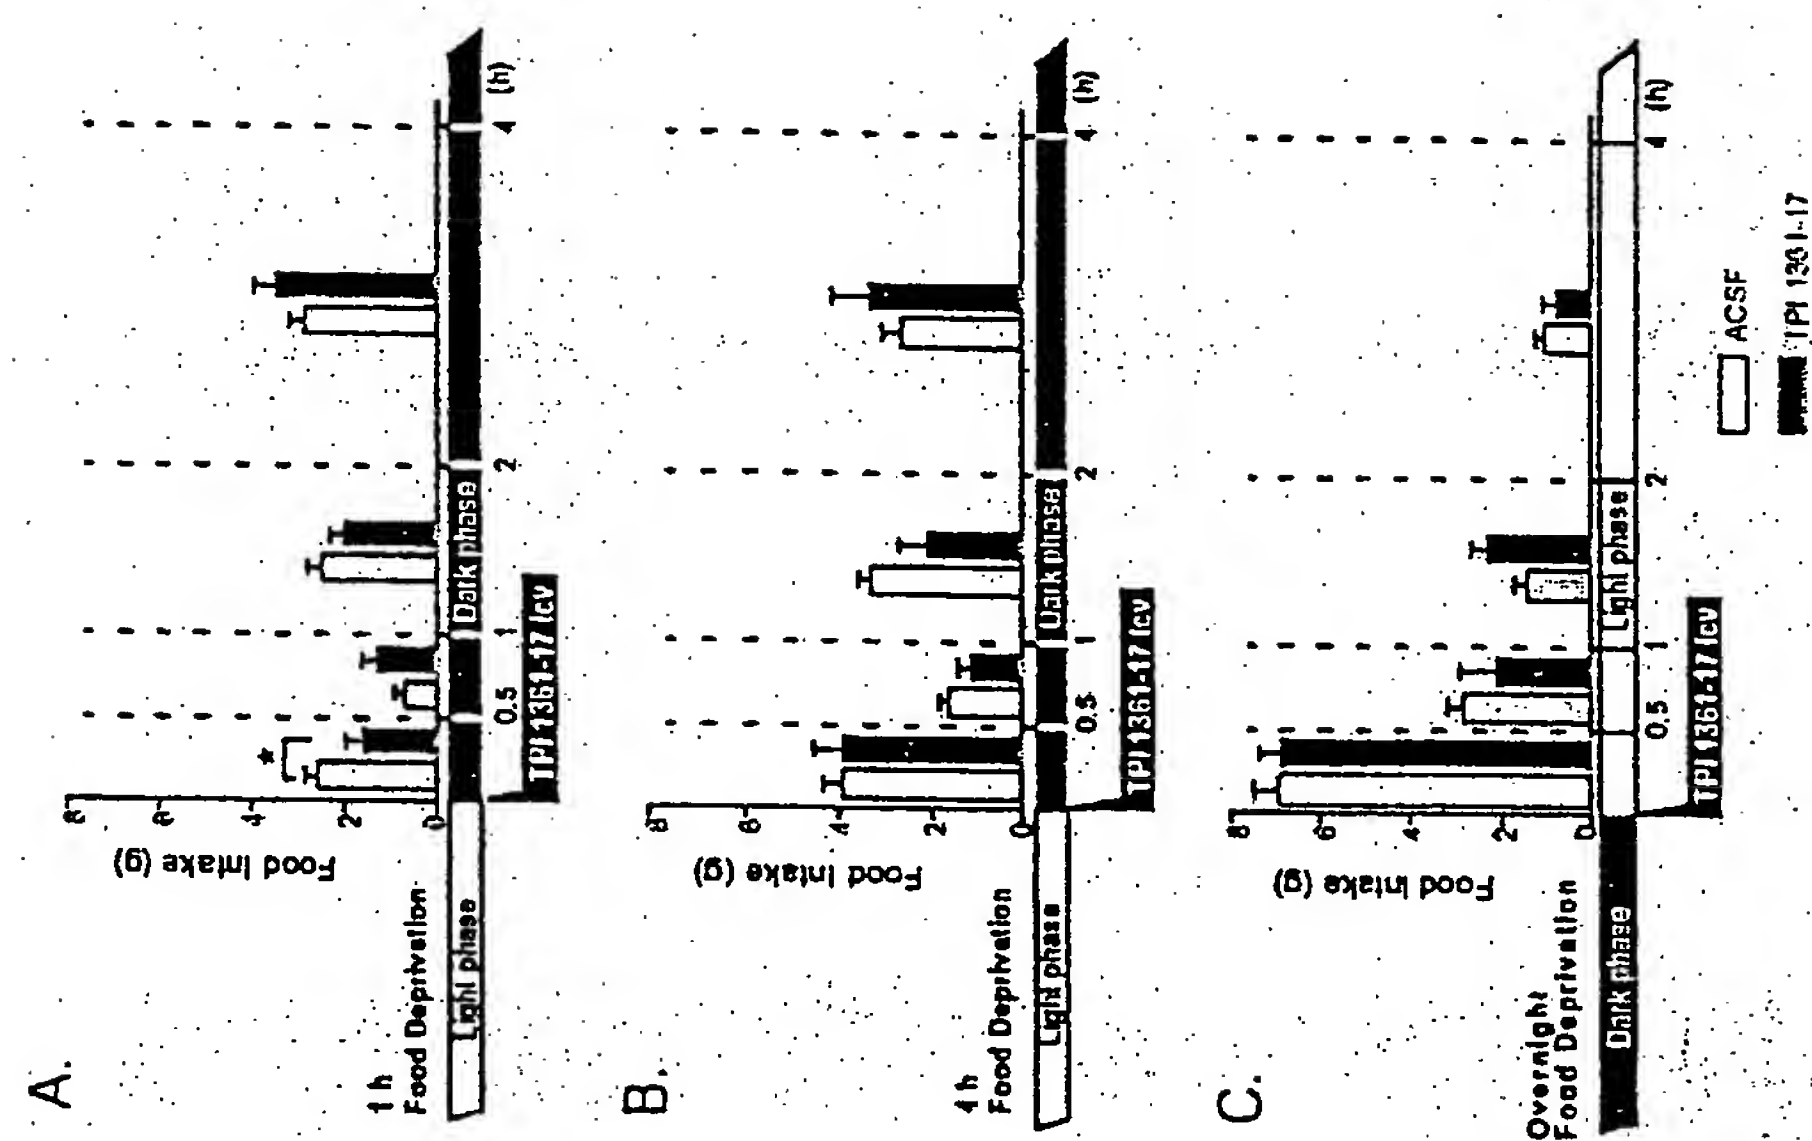 A.
1 h
Food Deprivation
Food Intake (g)
8
6
4
2
0
Light phase
Dark phase
0.5
1
2
4
(h)
TPI 1361-17 icv
*
B.
4 h
Food Deprivation
Food Intake (g)
8
6
4
2
0
Light phase
Dark phase
0.5
1
2
4
(h)
TPI 1361-17 icv
C.
Overnight
Food Deprivation
Food Intake (g)
8
6
4
2
0
Dark phase
Light phase
0.5
1
2
4
(h)
TPI 1361-17 icv
ACSF
TPI 1361-17